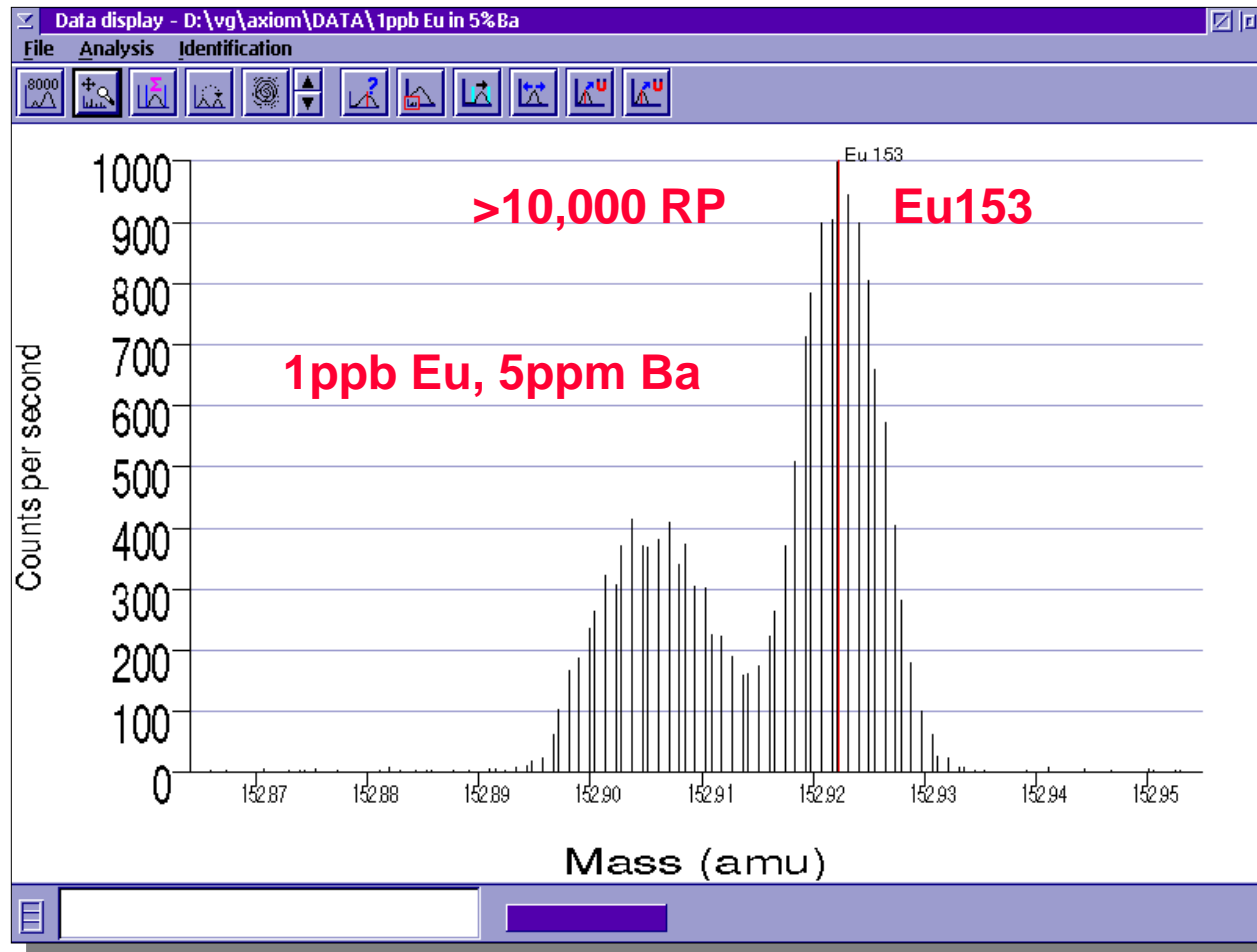 Data display - D:\vg\axiom\DATA\1ppb Eu in 5%Ba
File Analysis Identification
8000 Σ ? U U
Eu 153
>10,000 RP Eu153
1ppb Eu, 5ppm Ba
Counts per second
1000
900
800
700
600
500
400
300
200
100
0
152.87 152.88 152.89 152.90 152.91 152.92 152.93 152.94 152.95
Mass (amu)